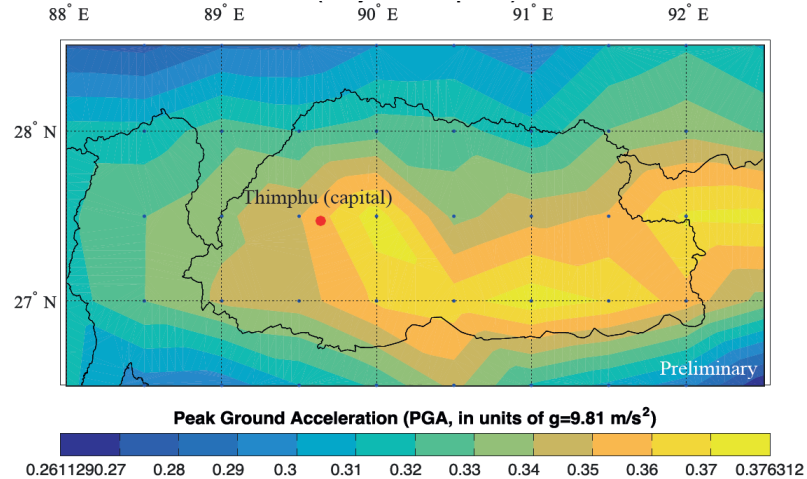 88° E 89° E 90° E 91° E 92° E
28° N
Thimphu (capital)
27° N
Preliminary
Peak Ground Acceleration (PGA, in units of g=9.81 m/s²)
0.2611290.27 0.28 0.29 0.3 0.31 0.32 0.33 0.34 0.35 0.36 0.37 0.376312